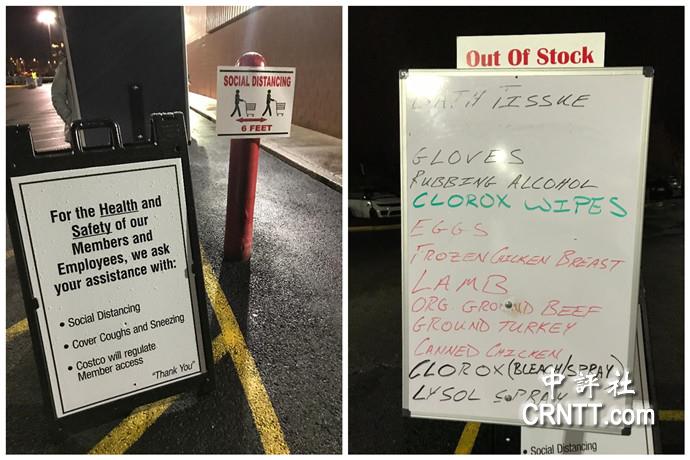 SOCIAL DISTANCING
6 FEET
For the Health and
Safety of our
Members and
Employees, we ask
your assistance with:
• Social Distancing
• Cover Coughs and Sneezing
• Costco will regulate
Member access
"Thank You"
Out Of Stock
BATH TISSUE
GLOVES
RUBBING ALCOHOL
CLOROX WIPES
EGGS
FROZEN CHICKEN BREAST
LAMB
ORG. GROUND BEEF
GROUND TURKEY
CANNED CHICKEN
CLOROX (BLEACH/SPRAY)
LYSOL SPRAY
中評社
CRNTT.com
• Social Distancing